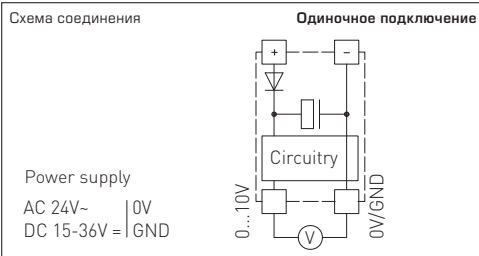 Схема соединения
Одиночное подключение
+ −
Circuitry
Power supply
AC 24V~ | 0V
DC 15-36V = | GND
0...10V
0V/GND
V